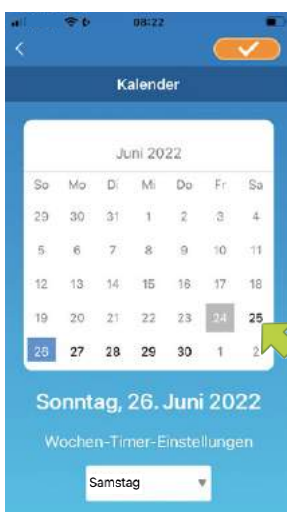 08:22
Kalender
Juni 2022
So Mo Di Mi Do Fr Sa
29 30 31 1 2 3 4
5 6 7 8 9 10 11
12 13 14 15 16 17 18
19 20 21 22 23 24 25
26 27 28 29 30 1 2
Sonntag, 26. Juni 2022
Wochen-Timer-Einstellungen
Samstag